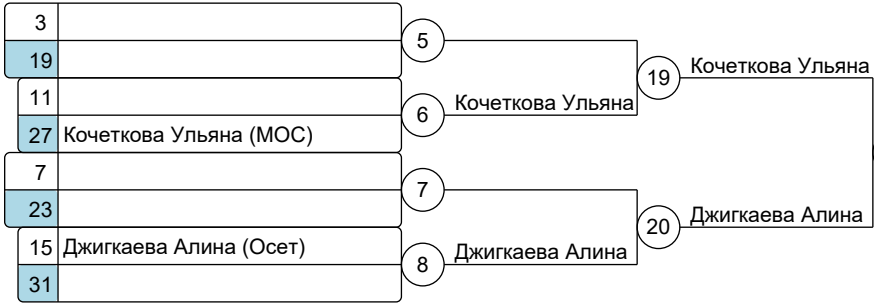 3
5
19
19 Кочеткова Ульяна
11
6 Кочеткова Ульяна
27 Кочеткова Ульяна (МОС)
7
7
23
20 Джигкаева Алина
15 Джигкаева Алина (Осет)
8 Джигкаева Алина
31